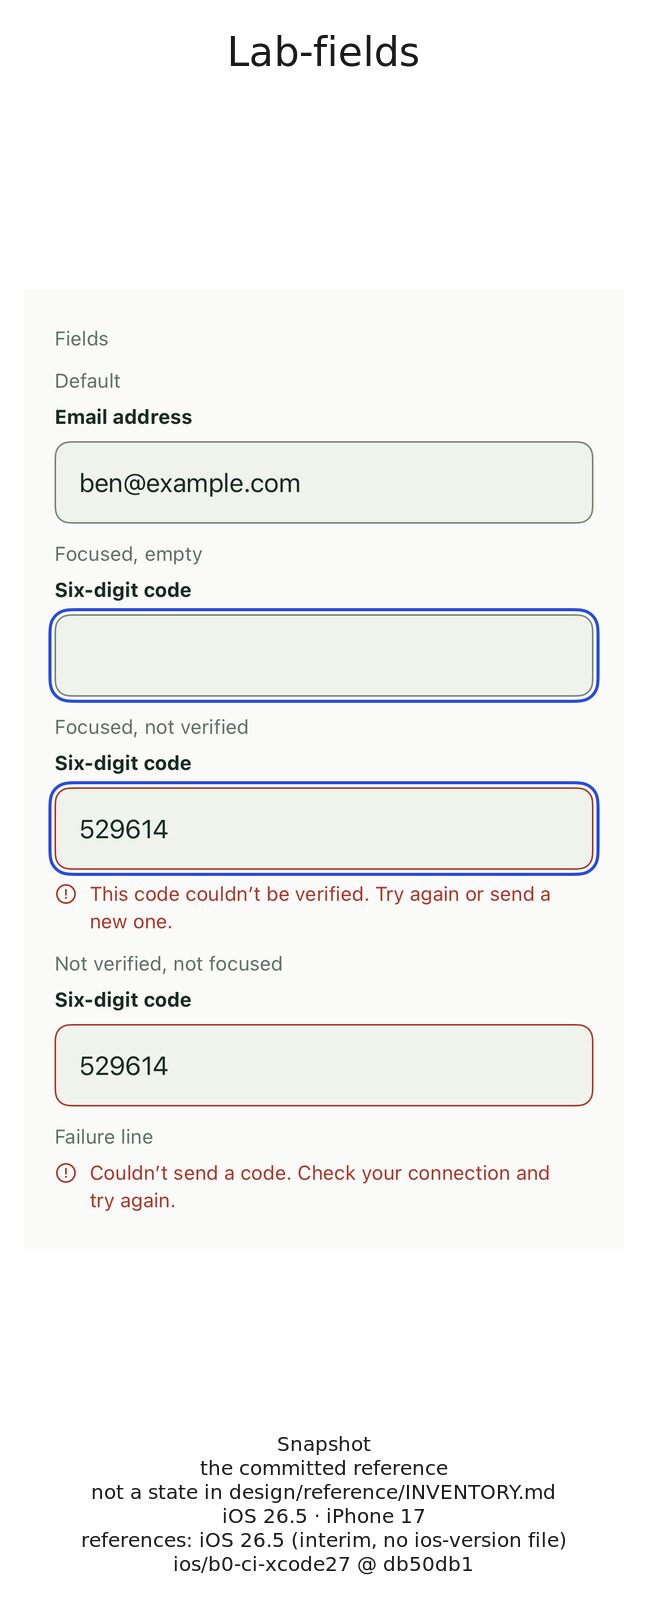 Lab-fields
Fields
Default
Email address
ben@example.com
Focused, empty
Six-digit code
Focused, not verified
Six-digit code
529614
This code couldn’t be verified. Try again or send a
new one.
Not verified, not focused
Six-digit code
529614
Failure line
Couldn’t send a code. Check your connection and
try again.
Snapshot
the committed reference
not a state in design/reference/INVENTORY.md
iOS 26.5 · iPhone 17
references: iOS 26.5 (interim, no ios-version file)
ios/b0-ci-xcode27 @ db50db1